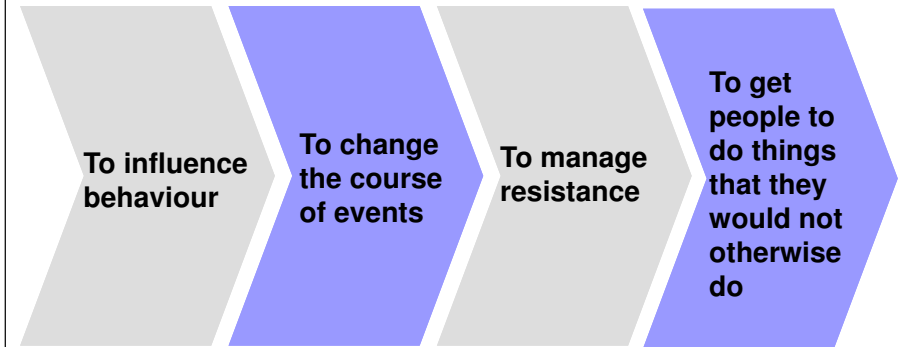 To influence
behaviour
To change
the course
of events
To manage
resistance
To get
people to
do things
that they
would not
otherwise
do